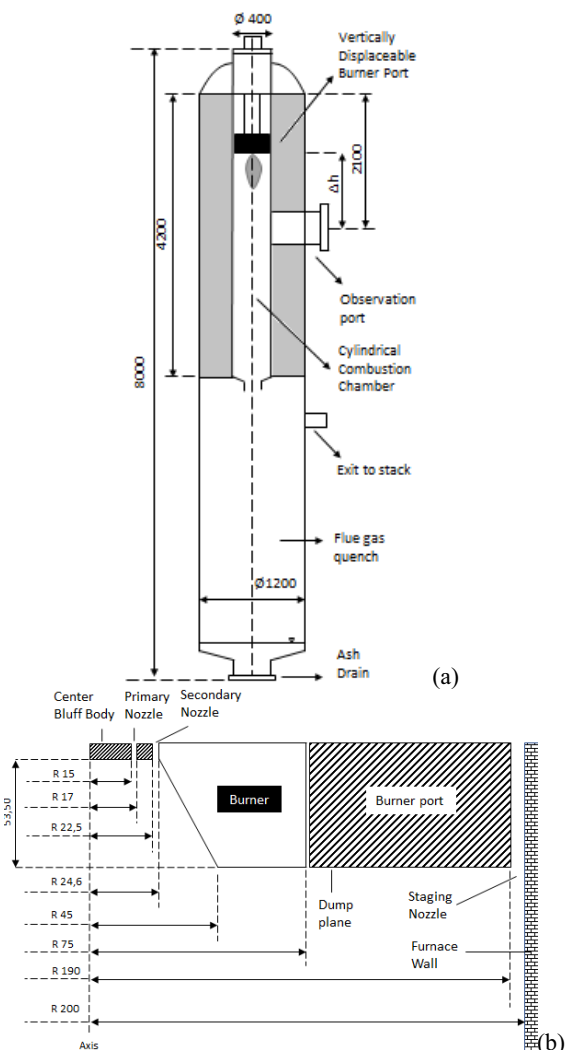 Ø 400
Vertically
Displaceable
Burner Port
2100
Δh
4200
8000
Observation
port
Cylindrical
Combustion
Chamber
Exit to stack
Flue gas
quench
Ø1200
Ash
Drain
(a)
Center
Bluff Body
Primary
Nozzle
Secondary
Nozzle
53,50
R 15
R 17
R 22,5
R 24,6
R 45
R 75
R 190
R 200
Burner
Burner port
Dump
plane
Staging
Nozzle
Furnace
Wall
Axis
(b)